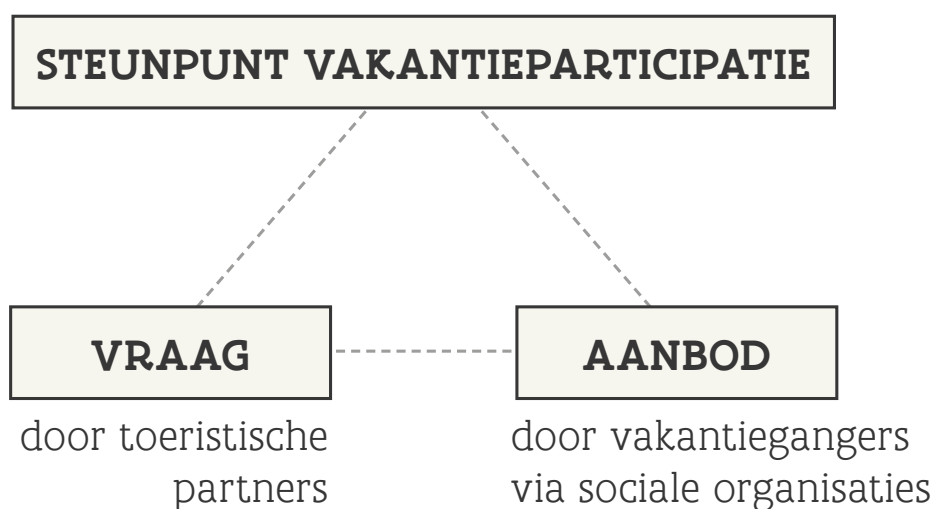 STEUNPUNT VAKANTIEPARTICIPATIE
VRAAG
door toeristische
partners
AANBOD
door vakantiegangers
via sociale organisaties